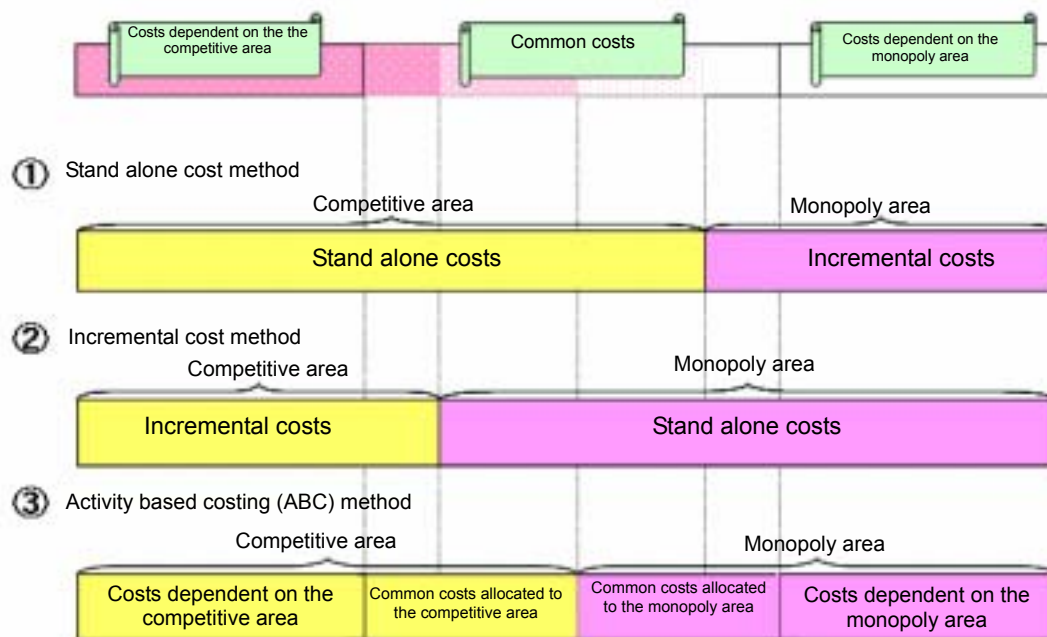 Costs dependent on the the
competitive area
Common costs
Costs dependent on the
monopoly area
① Stand alone cost method
Competitive area
Monopoly area
Stand alone costs
Incremental costs
② Incremental cost method
Competitive area
Monopoly area
Incremental costs
Stand alone costs
③ Activity based costing (ABC) method
Competitive area
Monopoly area
Costs dependent on the
competitive area
Common costs allocated to
the competitive area
Common costs allocated
to the monopoly area
Costs dependent on the
monopoly area